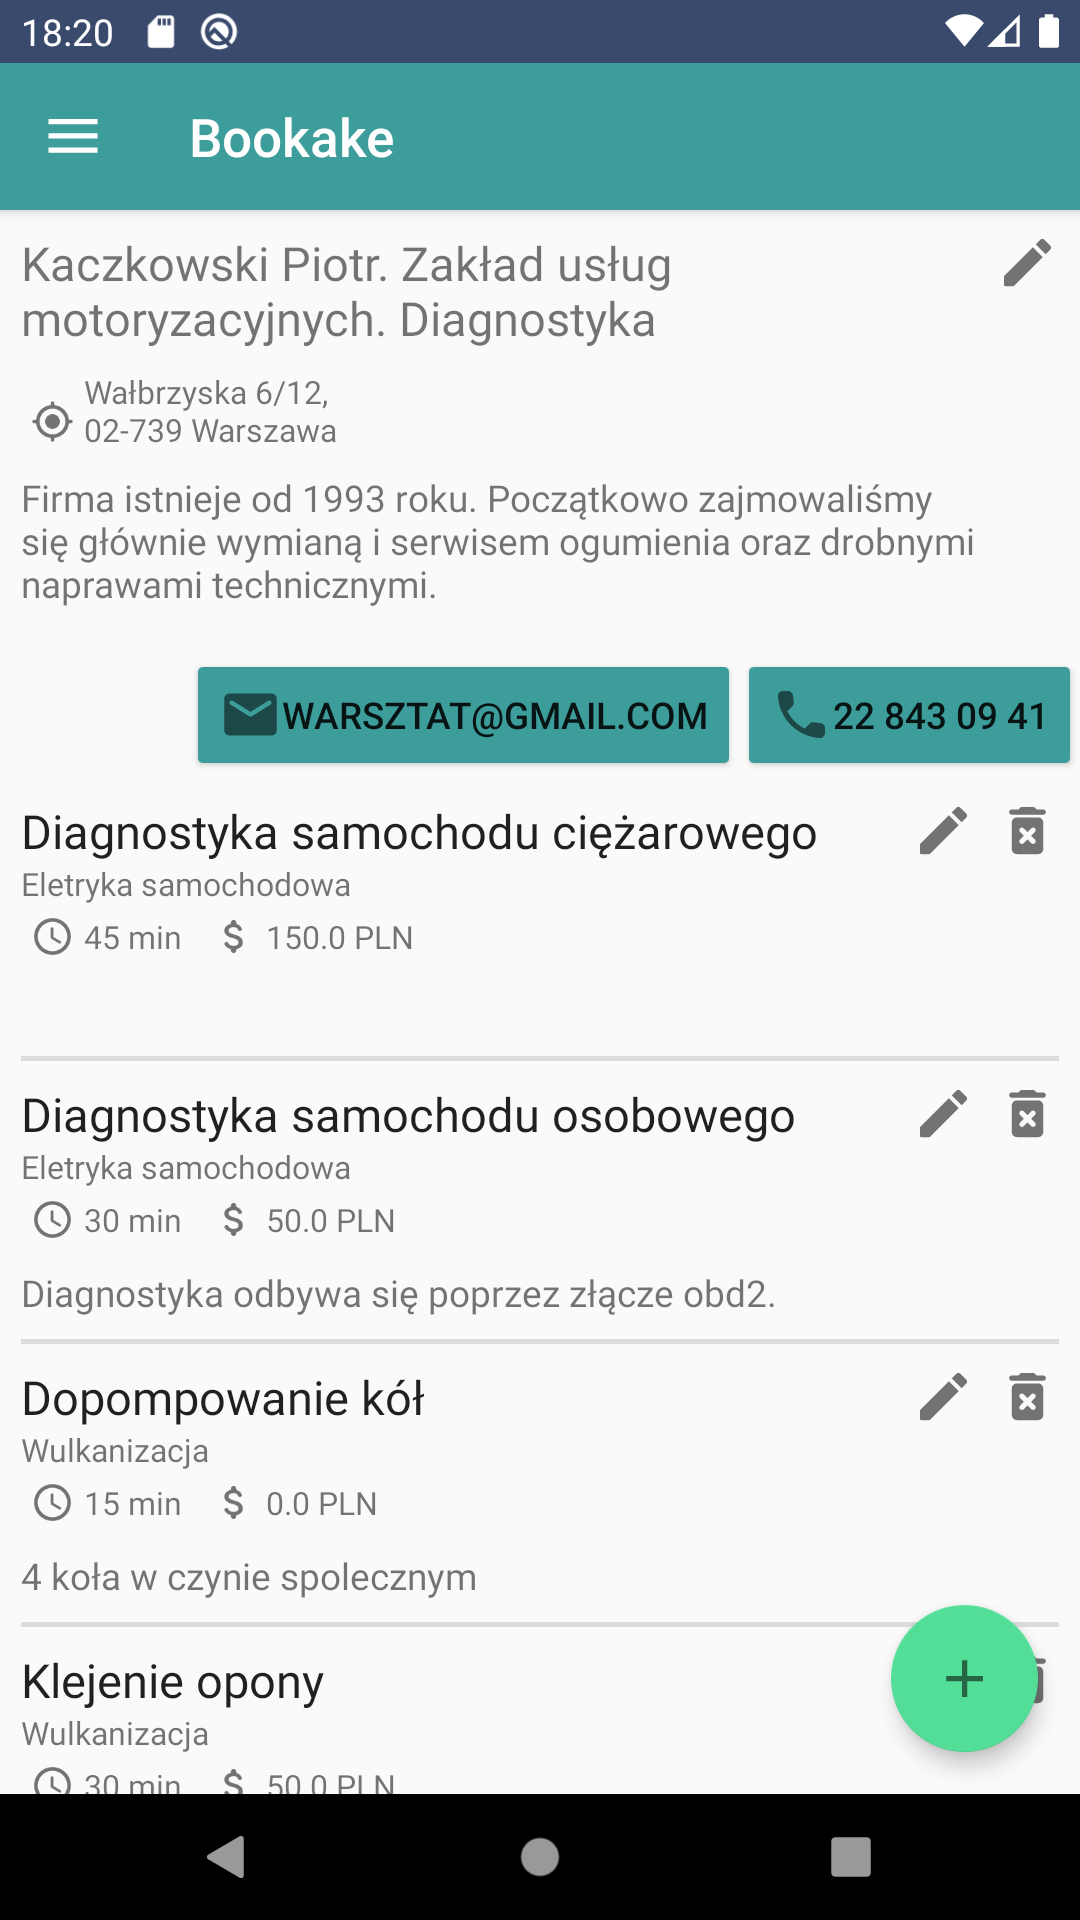 18:20
Bookake
Kaczkowski Piotr. Zakład usług
motoryzacyjnych. Diagnostyka
Wałbrzyska 6/12,
02-739 Warszawa
Firma istnieje od 1993 roku. Początkowo zajmowaliśmy
się głównie wymianą i serwisem ogumienia oraz drobnymi
naprawami technicznymi.
WARSZTAT@GMAIL.COM
22 843 09 41
Diagnostyka samochodu ciężarowego
Eletryka samochodowa
45 min $ 150.0 PLN
Diagnostyka samochodu osobowego
Eletryka samochodowa
30 min $ 50.0 PLN
Diagnostyka odbywa się poprzez złącze obd2.
Dopompowanie kół
Wulkanizacja
15 min $ 0.0 PLN
4 koła w czynie spolecznym
Klejenie opony
Wulkanizacja
30 min $ 50.0 PLN